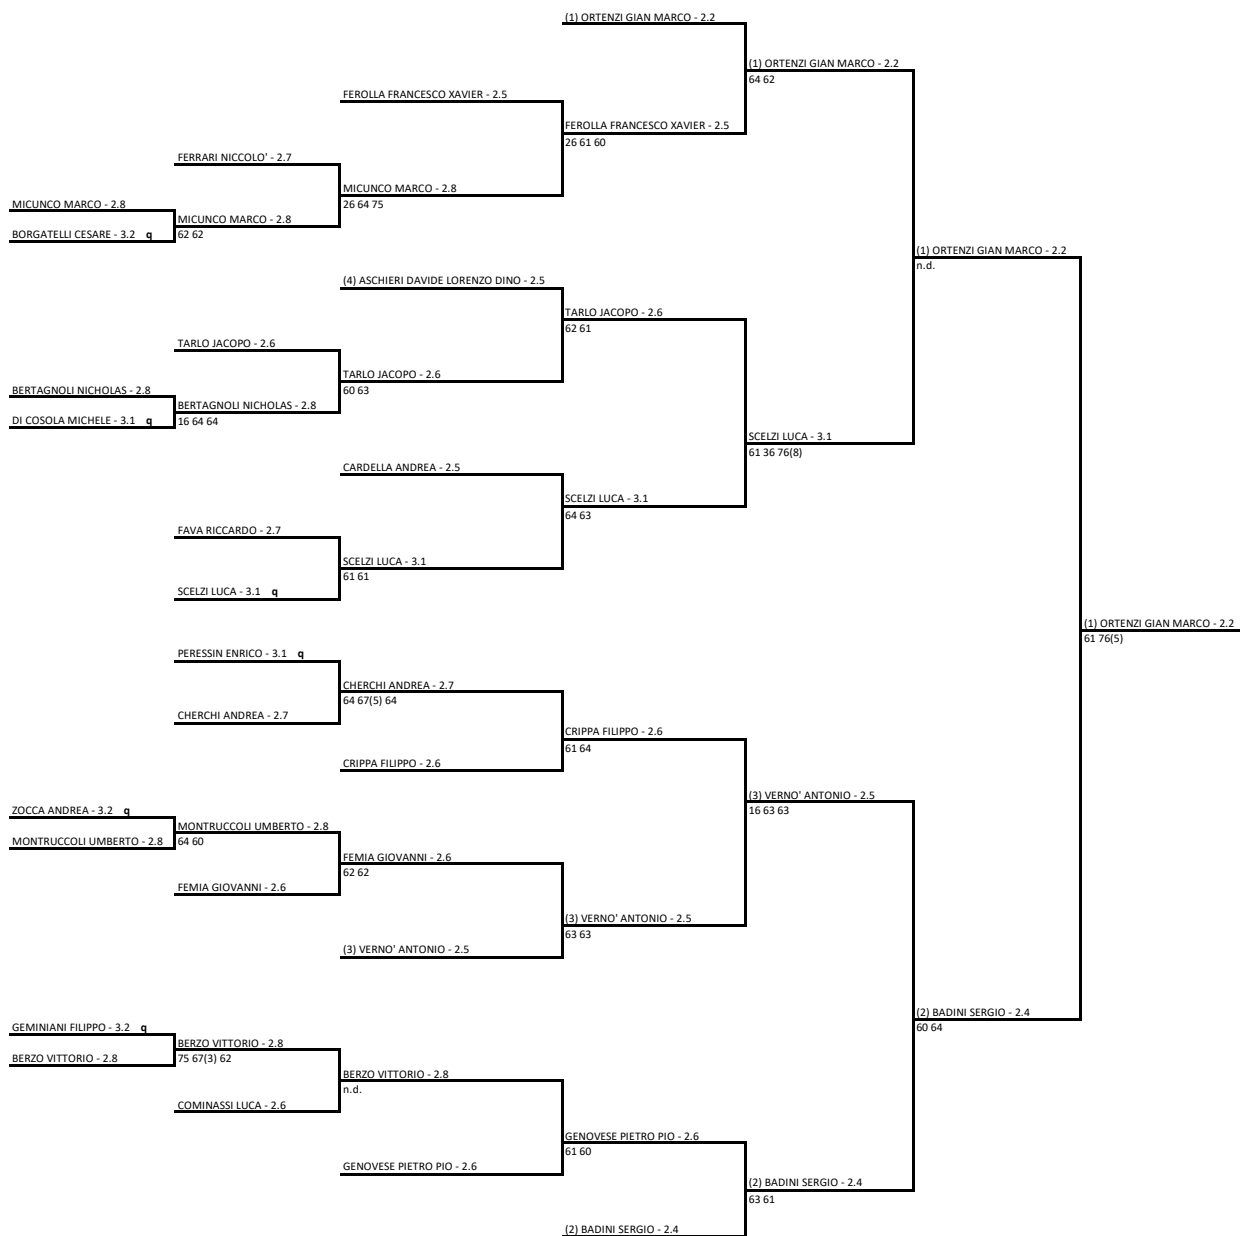 (1) ORTENZI GIAN MARCO - 2.2
(1) ORTENZI GIAN MARCO - 2.2
64 62
FEROLLA FRANCESCO XAVIER - 2.5
FEROLLA FRANCESCO XAVIER - 2.5
26 61 60
FERRARI NICCOLO' - 2.7
MICUNCO MARCO - 2.8
26 64 75
MICUNCO MARCO - 2.8
MICUNCO MARCO - 2.8
62 62
BORGATELLI CESARE - 3.2 q
(1) ORTENZI GIAN MARCO - 2.2
n.d.
(4) ASCHIERI DAVIDE LORENZO DINO - 2.5
TARLO JACOPO - 2.6
62 61
TARLO JACOPO - 2.6
TARLO JACOPO - 2.6
60 63
BERTAGNOLI NICHOLAS - 2.8
BERTAGNOLI NICHOLAS - 2.8
16 64 64
DI COSOLA MICHELE - 3.1 q
SCELZI LUCA - 3.1
61 36 76(8)
CARDELLA ANDREA - 2.5
SCELZI LUCA - 3.1
64 63
FAVA RICCARDO - 2.7
SCELZI LUCA - 3.1
61 61
SCELZI LUCA - 3.1 q
(1) ORTENZI GIAN MARCO - 2.2
61 76(5)
PERESSIN ENRICO - 3.1 q
CHERCHI ANDREA - 2.7
64 67(5) 64
CHERCHI ANDREA - 2.7
CRIPPA FILIPPO - 2.6
61 64
CRIPPA FILIPPO - 2.6
(3) VERNO' ANTONIO - 2.5
16 63 63
ZOCCA ANDREA - 3.2 q
MONTRUCCOLI UMBERTO - 2.8
64 60
MONTRUCCOLI UMBERTO - 2.8
FEMIA GIOVANNI - 2.6
62 62
FEMIA GIOVANNI - 2.6
(3) VERNO' ANTONIO - 2.5
63 63
(3) VERNO' ANTONIO - 2.5
(2) BADINI SERGIO - 2.4
60 64
GEMINIANI FILIPPO - 3.2 q
BERZO VITTORIO - 2.8
75 67(3) 62
BERZO VITTORIO - 2.8
BERZO VITTORIO - 2.8
n.d.
COMINASSI LUCA - 2.6
GENOVESE PIETRO PIO - 2.6
61 60
GENOVESE PIETRO PIO - 2.6
(2) BADINI SERGIO - 2.4
63 61
(2) BADINI SERGIO - 2.4